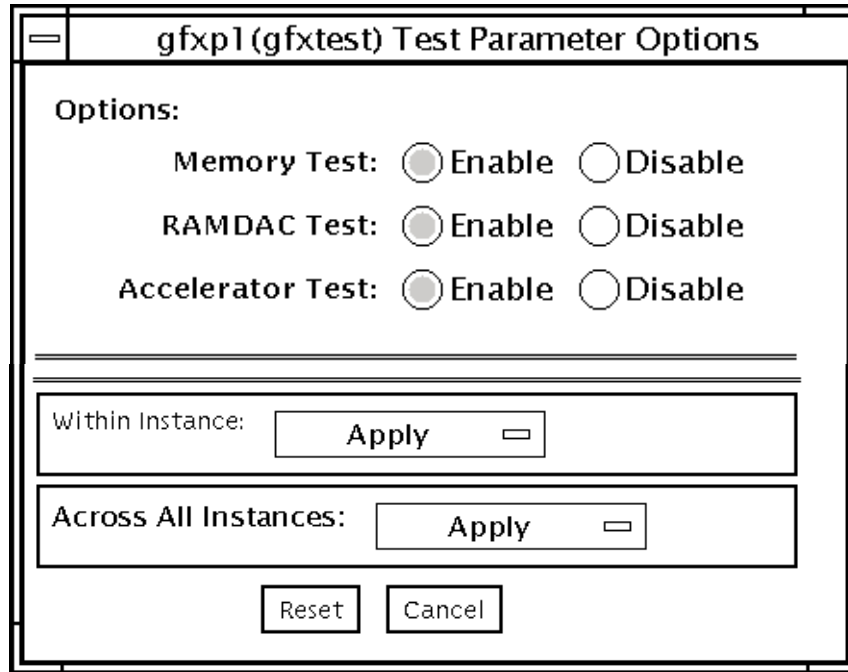 gfxp1(gfxtest) Test Parameter Options
Options:
Memory Test: Enable Disable
RAMDAC Test: Enable Disable
Accelerator Test: Enable Disable
Within Instance: Apply
Across All Instances: Apply
Reset Cancel